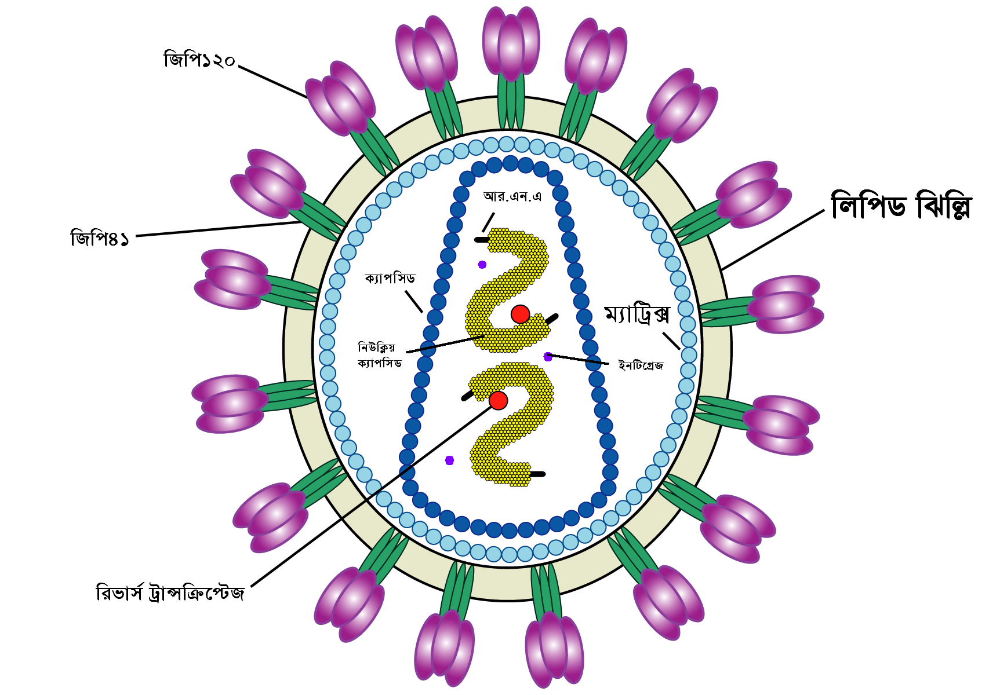 জিপি১২০
লিপিড ঝিল্লি
আর.এন.এ
জিপি৪১
ক্যাপসিড
ম্যাট্রিক্স
নিউক্লিয়
ক্যাপসিড
ইনটিগ্রেজ
রিভার্স ট্রান্সক্রিপ্টেজ